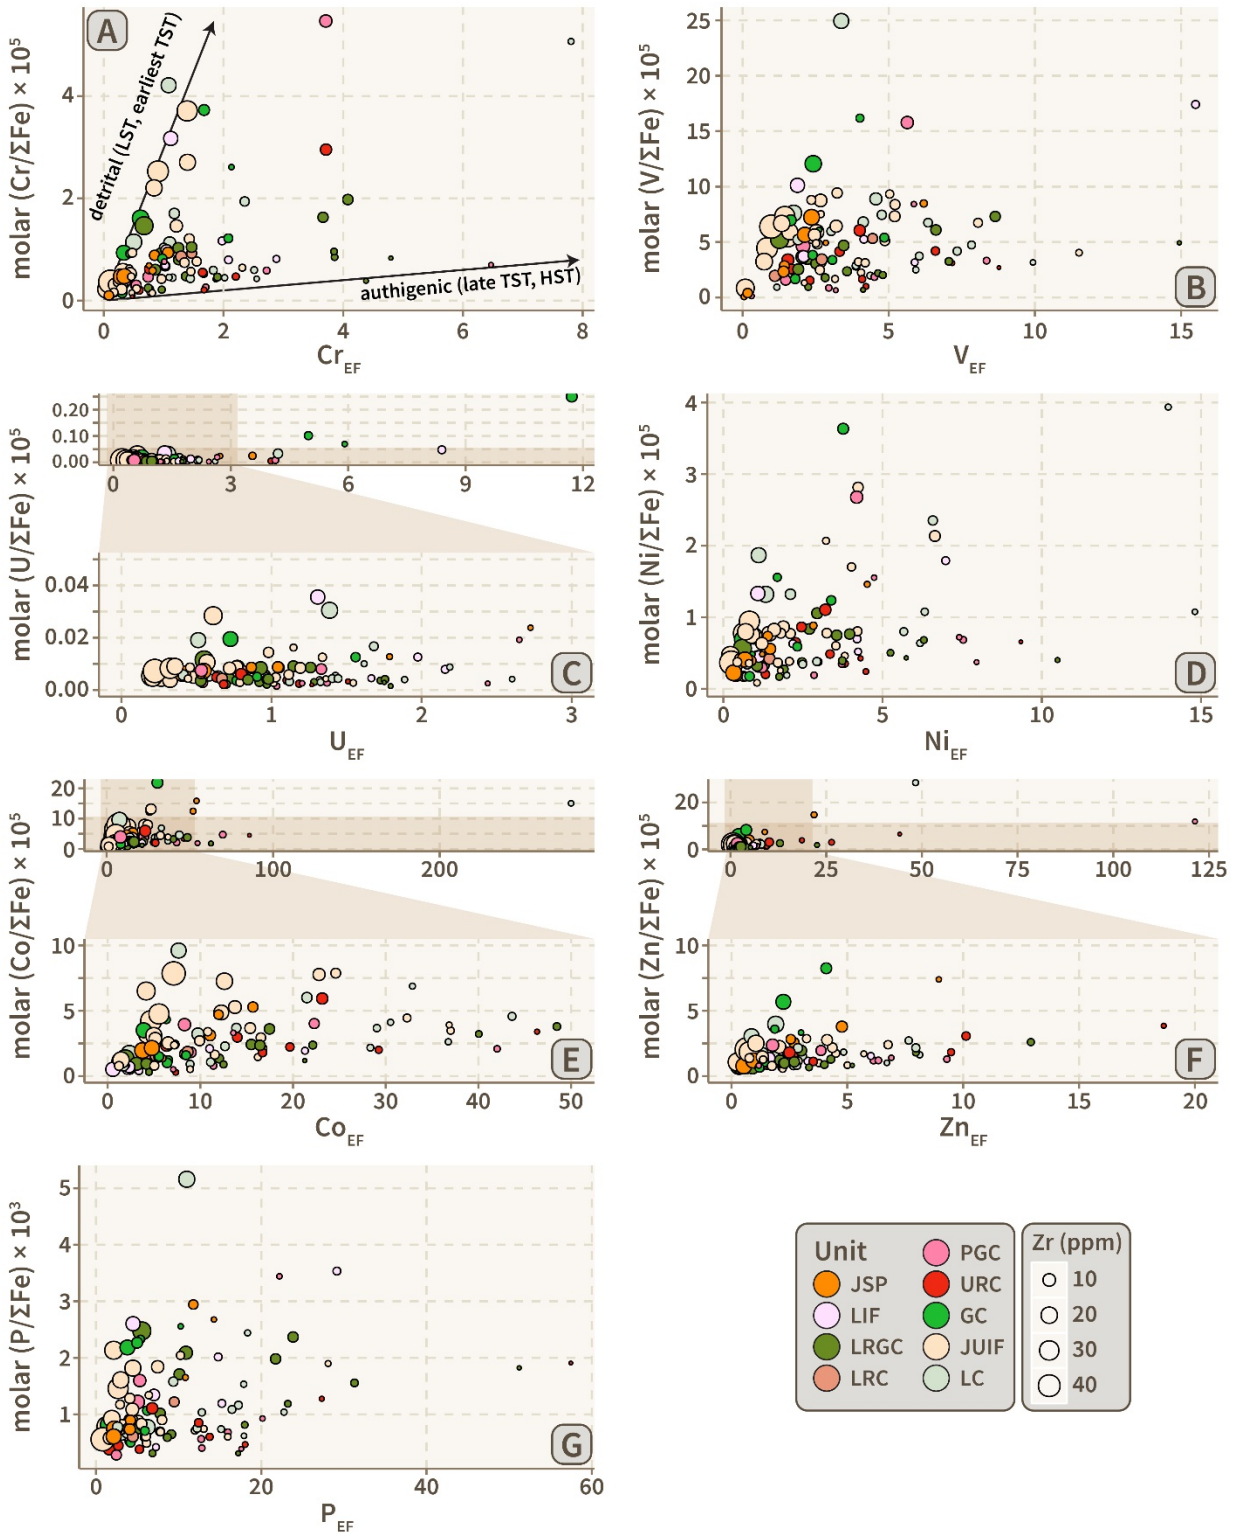 A
detrital (LST, earliest TST)
authigenic (late TST, HST)
molar (Cr/ΣFe) × 10⁵
4
2
0
0 2 4 6 8
Cr_EF
B
molar (V/ΣFe) × 10⁵
25
20
15
10
5
0
0 5 10 15
V_EF
molar (U/ΣFe) × 10⁵
0.20
0.10
0.00
0 3 6 9 12
0.04
0.02
0.00
C
0 1 2 3
U_EF
molar (Ni/ΣFe) × 10⁵
4
3
2
1
0
D
0 5 10 15
Ni_EF
molar (Co/ΣFe) × 10⁵
20
10
0
0 100 200
10
5
0
E
0 10 20 30 40 50
Co_EF
molar (Zn/ΣFe) × 10⁵
20
0
0 25 50 75 100 125
10
5
0
F
0 5 10 15 20
Zn_EF
molar (P/ΣFe) × 10³
5
4
3
2
1
G
0 20 40 60
P_EF
Unit
JSP
LIF
LRGC
LRC
PGC
URC
GC
JUIF
LC
Zr (ppm)
10
20
30
40